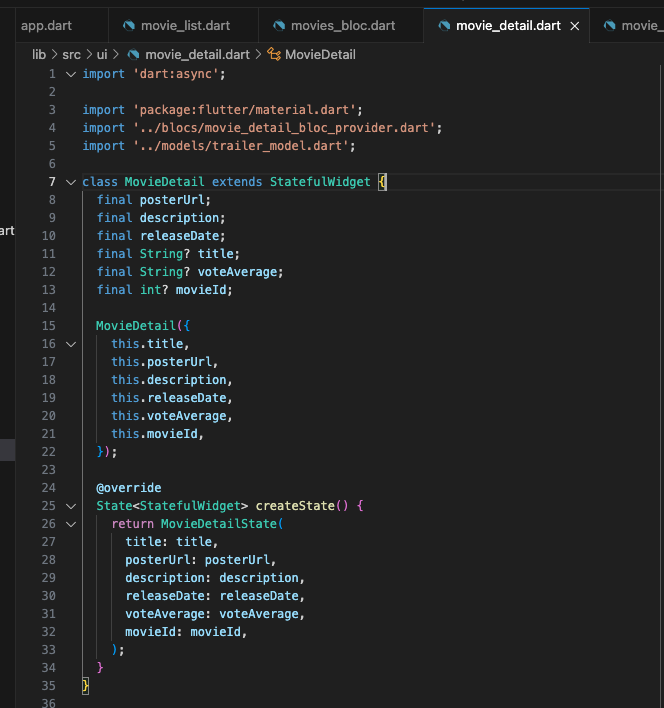 app.dart movie_list.dart movies_bloc.dart movie_detail.dart movie_
lib > src > ui > movie_detail.dart > MovieDetail
art
1 import 'dart:async';
2
3 import 'package:flutter/material.dart';
4 import '../blocs/movie_detail_bloc_provider.dart';
5 import '../models/trailer_model.dart';
6
7 class MovieDetail extends StatefulWidget {
8   final posterUrl;
9   final description;
10   final releaseDate;
11   final String? title;
12   final String? voteAverage;
13   final int? movieId;
14
15   MovieDetail({
16     this.title,
17     this.posterUrl,
18     this.description,
19     this.releaseDate,
20     this.voteAverage,
21     this.movieId,
22   });
23
24   @override
25   State<StatefulWidget> createState() {
26     return MovieDetailState(
27       title: title,
28       posterUrl: posterUrl,
29       description: description,
30       releaseDate: releaseDate,
31       voteAverage: voteAverage,
32       movieId: movieId,
33     );
34   }
35 }
36